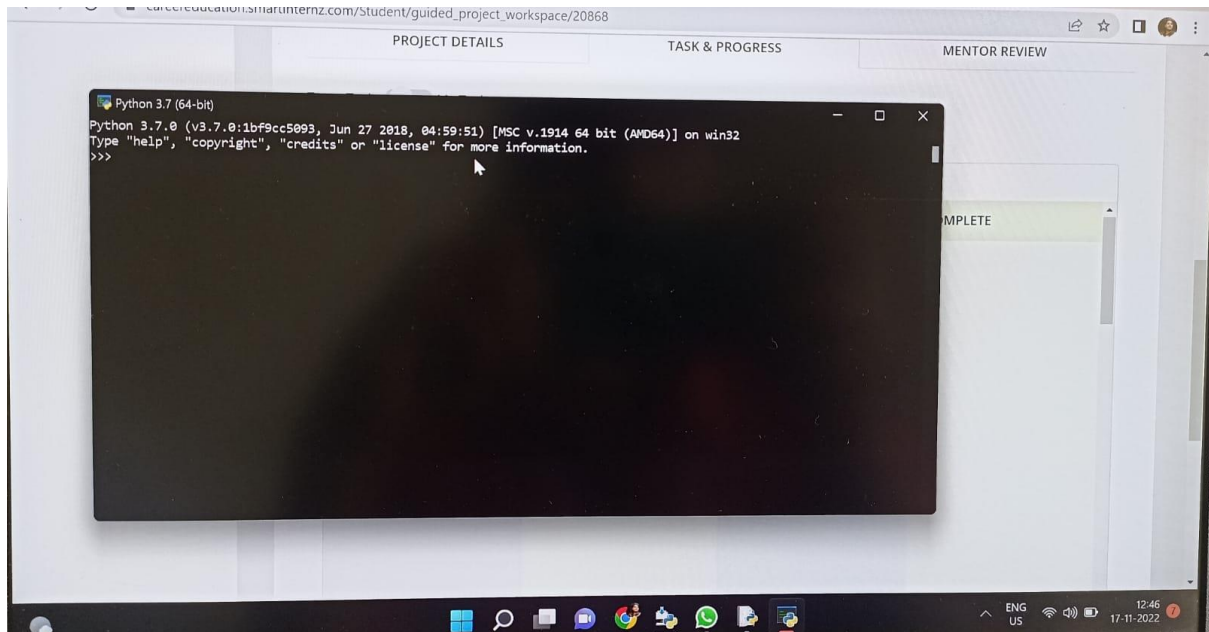 careereducation.smartinternz.com/Student/guided_project_workspace/20868
PROJECT DETAILS
TASK & PROGRESS
MENTOR REVIEW
Python 3.7 (64-bit)
Python 3.7.0 (v3.7.0:1bf9cc5093, Jun 27 2018, 04:59:51) [MSC v.1914 64 bit (AMD64)] on win32
Type "help", "copyright", "credits" or "license" for more information.
>>>
MPLETE
ENG
US
12:46
17-11-2022
7